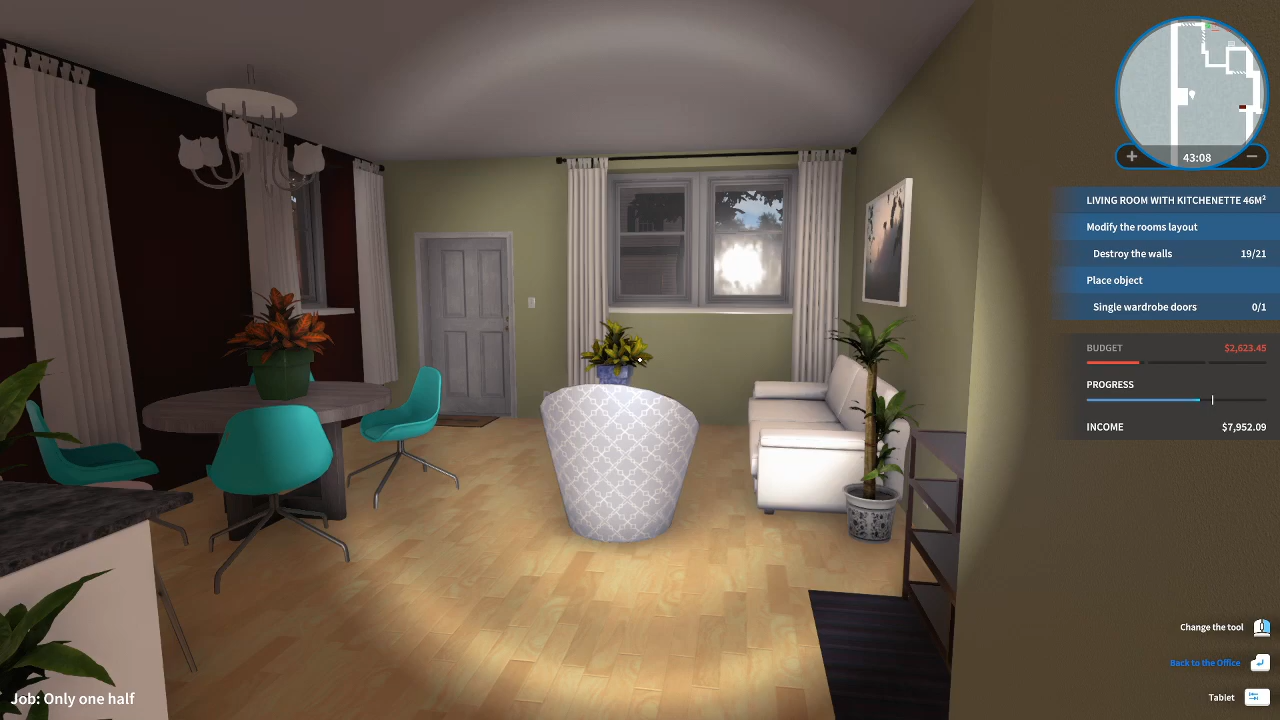 43:08
LIVING ROOM WITH KITCHENETTE 46M²
Modify the rooms layout
Destroy the walls 19/21
Place object
Single wardrobe doors 0/1
BUDGET $2,623.45
PROGRESS
INCOME $7,952.09
Change the tool
Back to the Office
Tablet
Job: Only one half